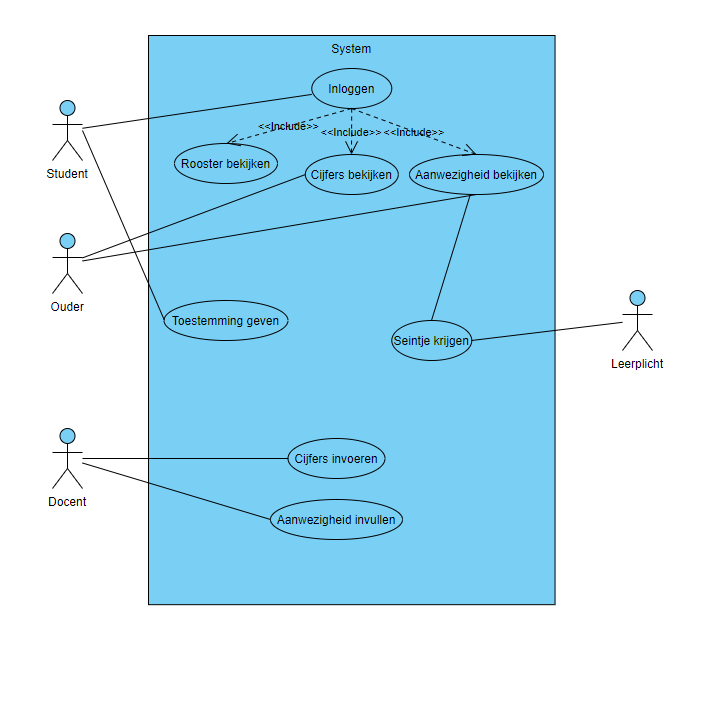 System
Inloggen
<<Include>>
<<Include>>
<<Include>>
Rooster bekijken
Cijfers bekijken
Aanwezigheid bekijken
Student
Ouder
Toestemming geven
Seintje krijgen
Leerplicht
Cijfers invoeren
Docent
Aanwezigheid invullen